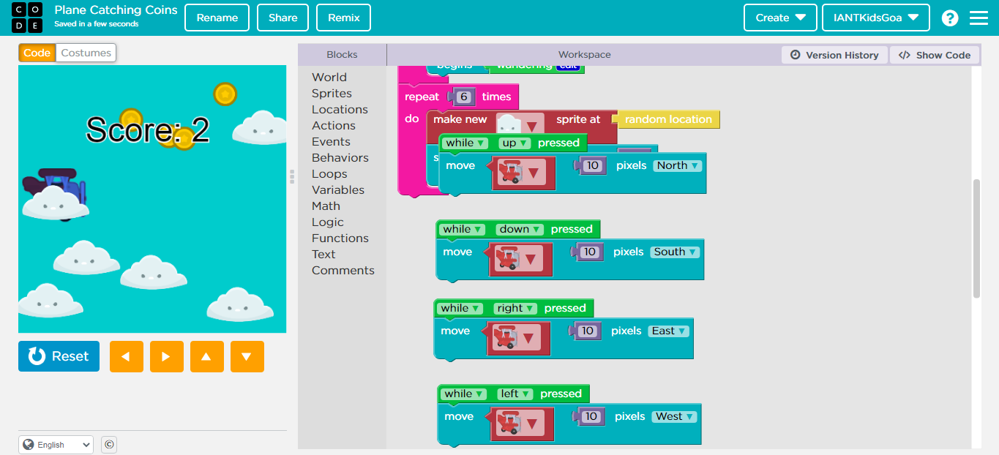 CODE
Plane Catching Coins
Saved in a few seconds
Rename
Share
Remix
Create
IANTKidsGoa
?
Code
Costumes
Score: 2
Reset
English
©
Blocks
World
Sprites
Locations
Actions
Events
Behaviors
Loops
Variables
Math
Logic
Functions
Text
Comments
Workspace
Version History
</> Show Code
begins wandering edit
repeat 6 times
do make new sprite at random location
s
while up pressed
move 10 pixels North
while down pressed
move 10 pixels South
while right pressed
move 10 pixels East
while left pressed
move 10 pixels West